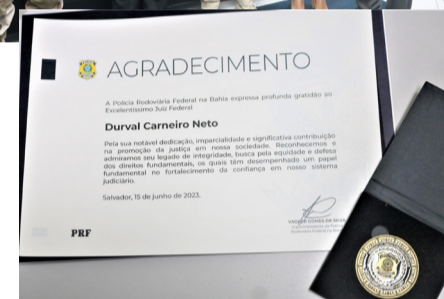 AGRADECIMENTO
A Polícia Rodoviária Federal na Bahia expressa profunda gratidão ao
Excelentíssimo Juiz Federal
Durval Carneiro Neto
Pela sua notável dedicação, imparcialidade e significativa contribuição
na promoção da justiça em nossa sociedade. Reconhecemos e
admiramos seu legado de integridade, busca pela equidade e defesa
dos direitos fundamentais, os quais têm desempenhado um papel
fundamental no fortalecimento da confiança em nosso sistema
judiciário.
Salvador, 15 de junho de 2023.
GOMES DA SILVA
PRF